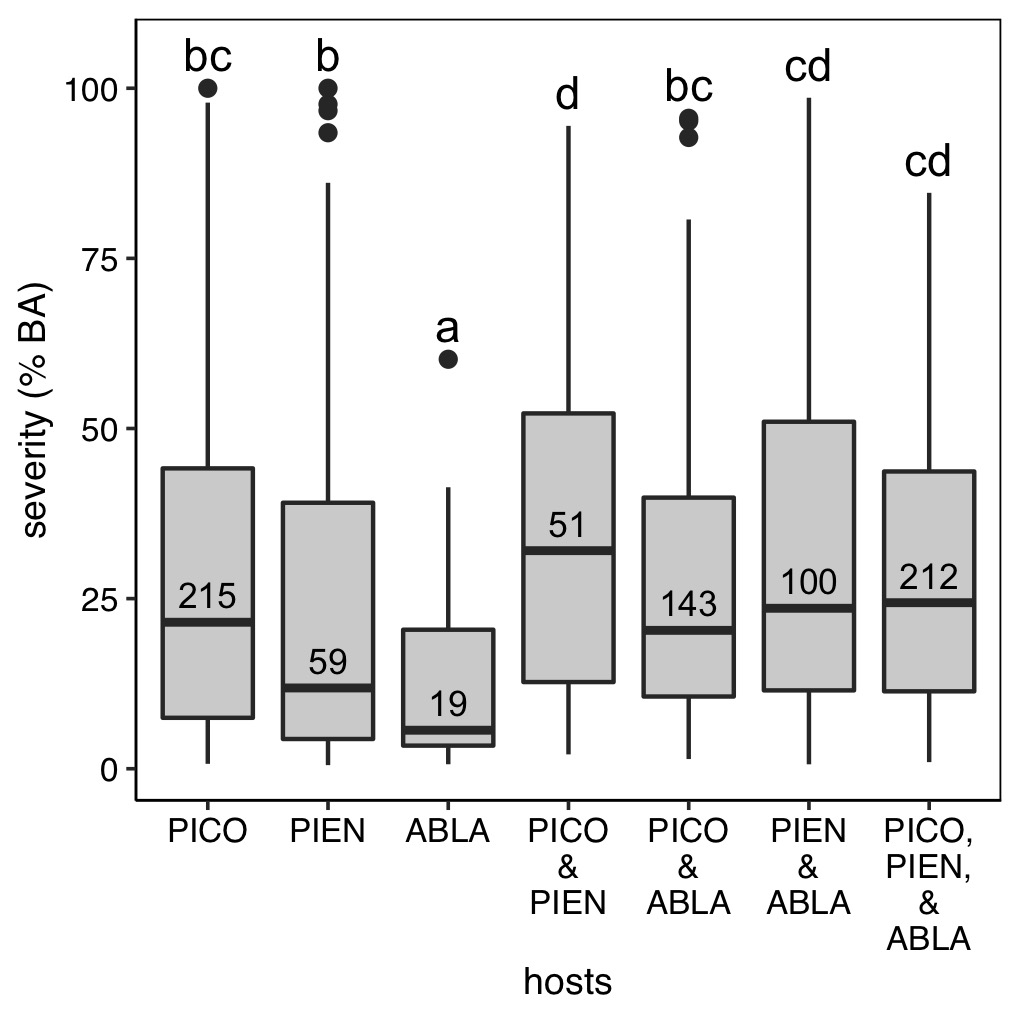 bc
b
a
d
bc
cd
cd
severity (% BA)
100
75
50
25
0
215
59
19
51
143
100
212
PICO
PIEN
ABLA
PICO
&
PIEN
PICO
&
ABLA
PIEN
&
ABLA
PICO,
PIEN,
&
ABLA
hosts